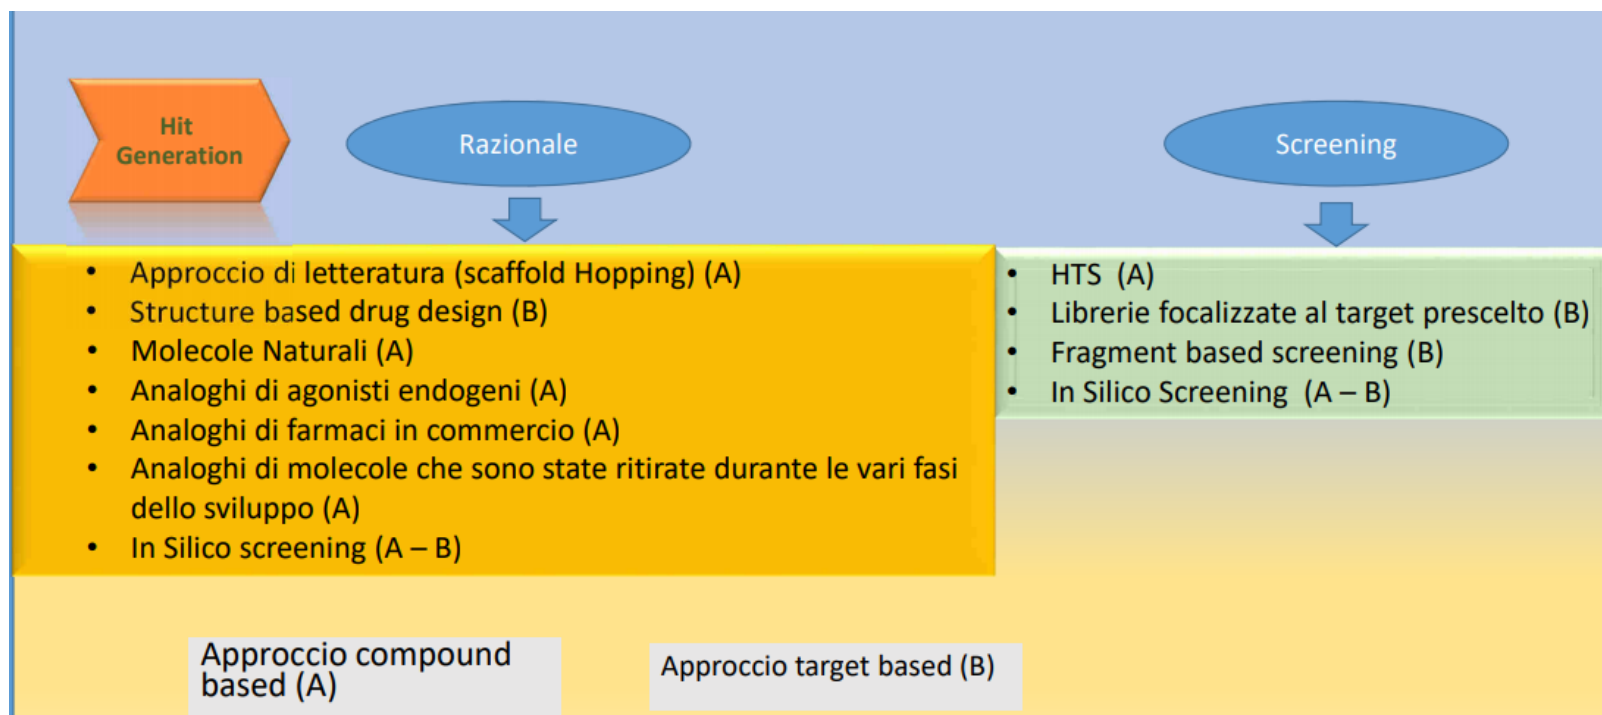 Hit
Generation
Razionale
Screening
• Approccio di letteratura (scaffold Hopping) (A)
• Structure based drug design (B)
• Molecole Naturali (A)
• Analoghi di agonisti endogeni (A)
• Analoghi di farmaci in commercio (A)
• Analoghi di molecole che sono state ritirate durante le vari fasi
dello sviluppo (A)
• In Silico screening (A – B)
• HTS (A)
• Librerie focalizzate al target prescelto (B)
• Fragment based screening (B)
• In Silico Screening (A – B)
Approccio compound
based (A)
Approccio target based (B)